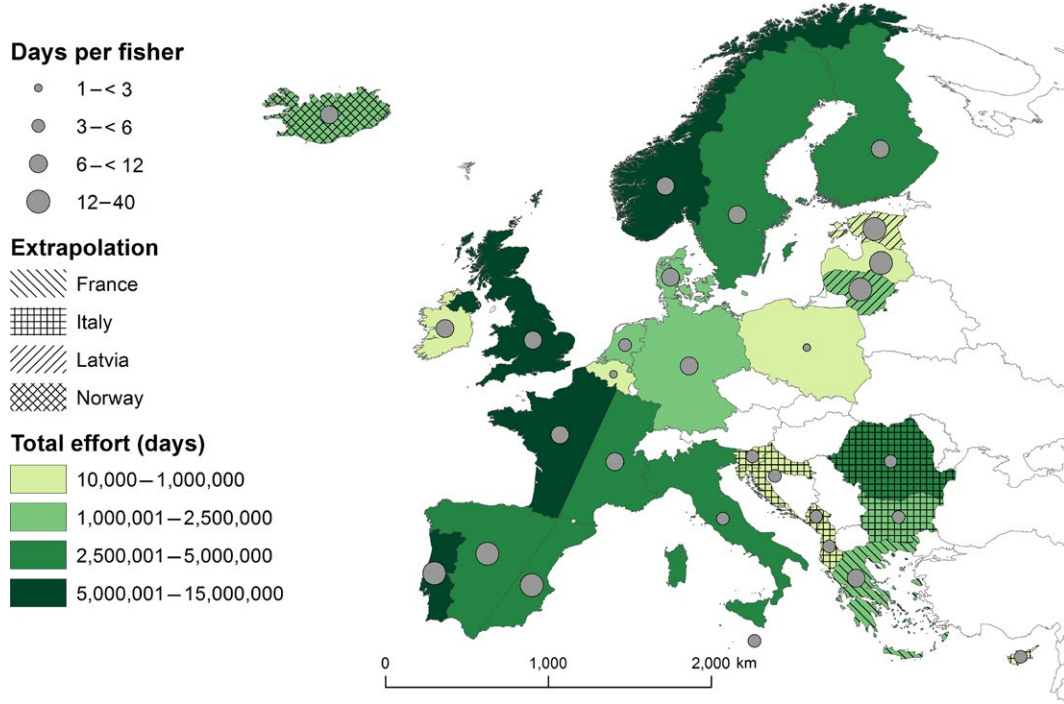 Days per fisher
1–< 3
3–< 6
6–< 12
12–40
Extrapolation
France
Italy
Latvia
Norway
Total effort (days)
10,000–1,000,000
1,000,001–2,500,000
2,500,001–5,000,000
5,000,001–15,000,000
0 1,000 2,000 km